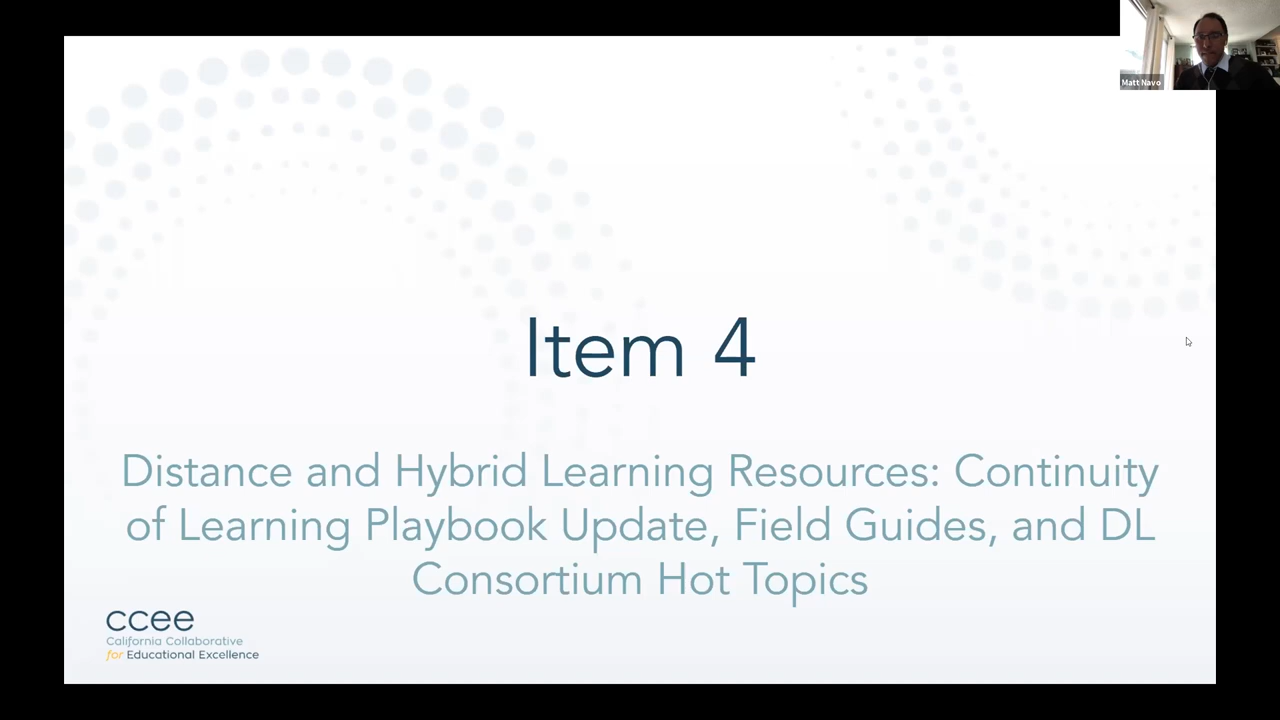 Matt Navo
Item 4
Distance and Hybrid Learning Resources: Continuity
of Learning Playbook Update, Field Guides, and DL
Consortium Hot Topics
ccee
California Collaborative
for Educational Excellence